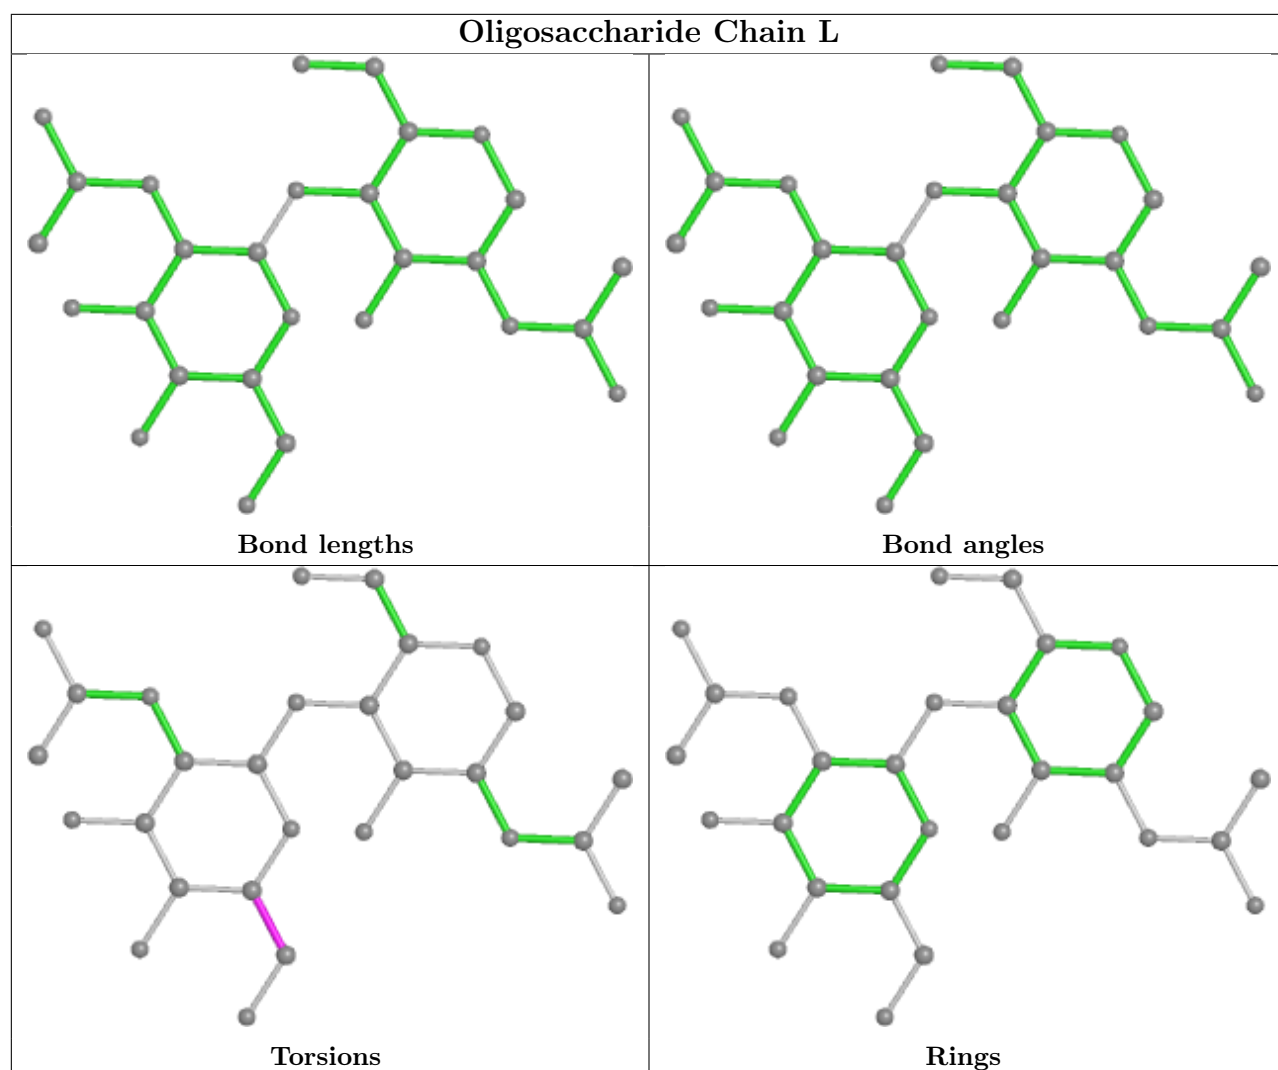 Oligosaccharide Chain L
Bond lengths
Bond angles
Torsions
Rings